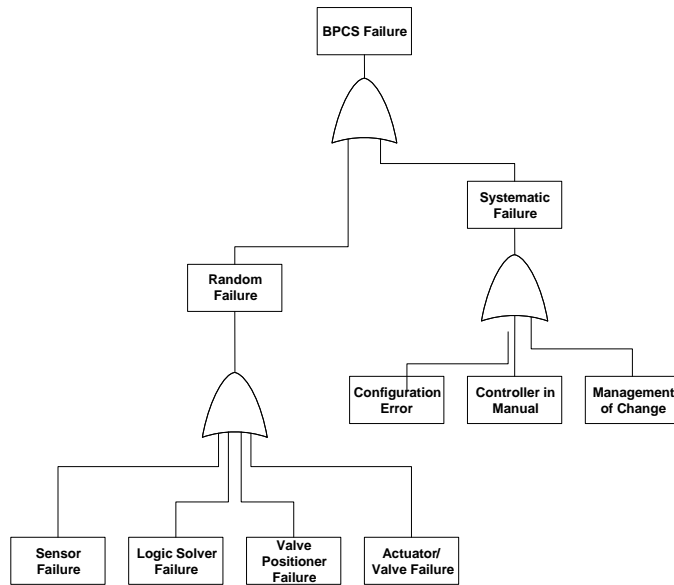 BPCS Failure
Systematic
Failure
Random
Failure
Configuration
Error
Controller in
Manual
Management
of Change
Sensor
Failure
Logic Solver
Failure
Valve
Positioner
Failure
Actuator/
Valve Failure